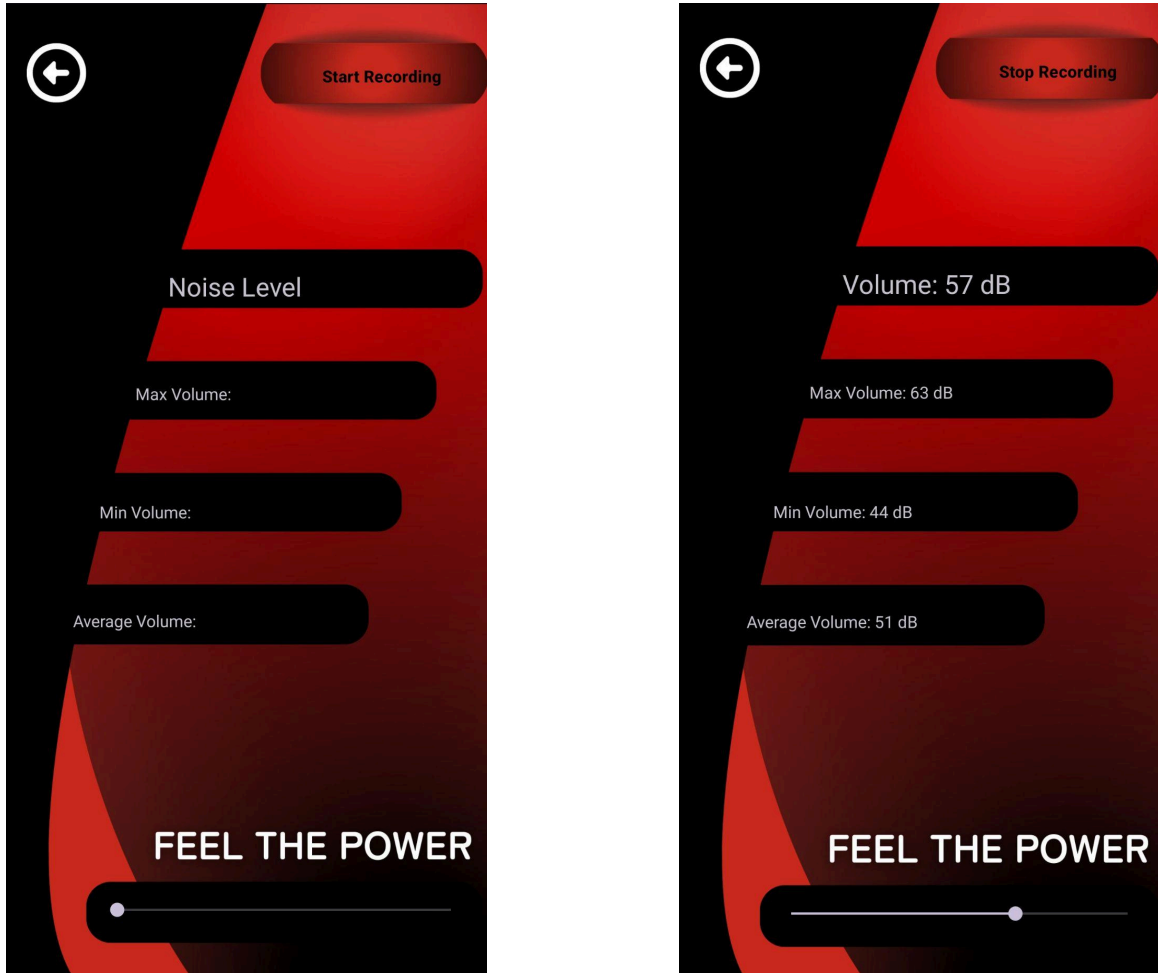 Start Recording
Noise Level
Max Volume:
Min Volume:
Average Volume:
FEEL THE POWER
Stop Recording
Volume: 57 dB
Max Volume: 63 dB
Min Volume: 44 dB
Average Volume: 51 dB
FEEL THE POWER